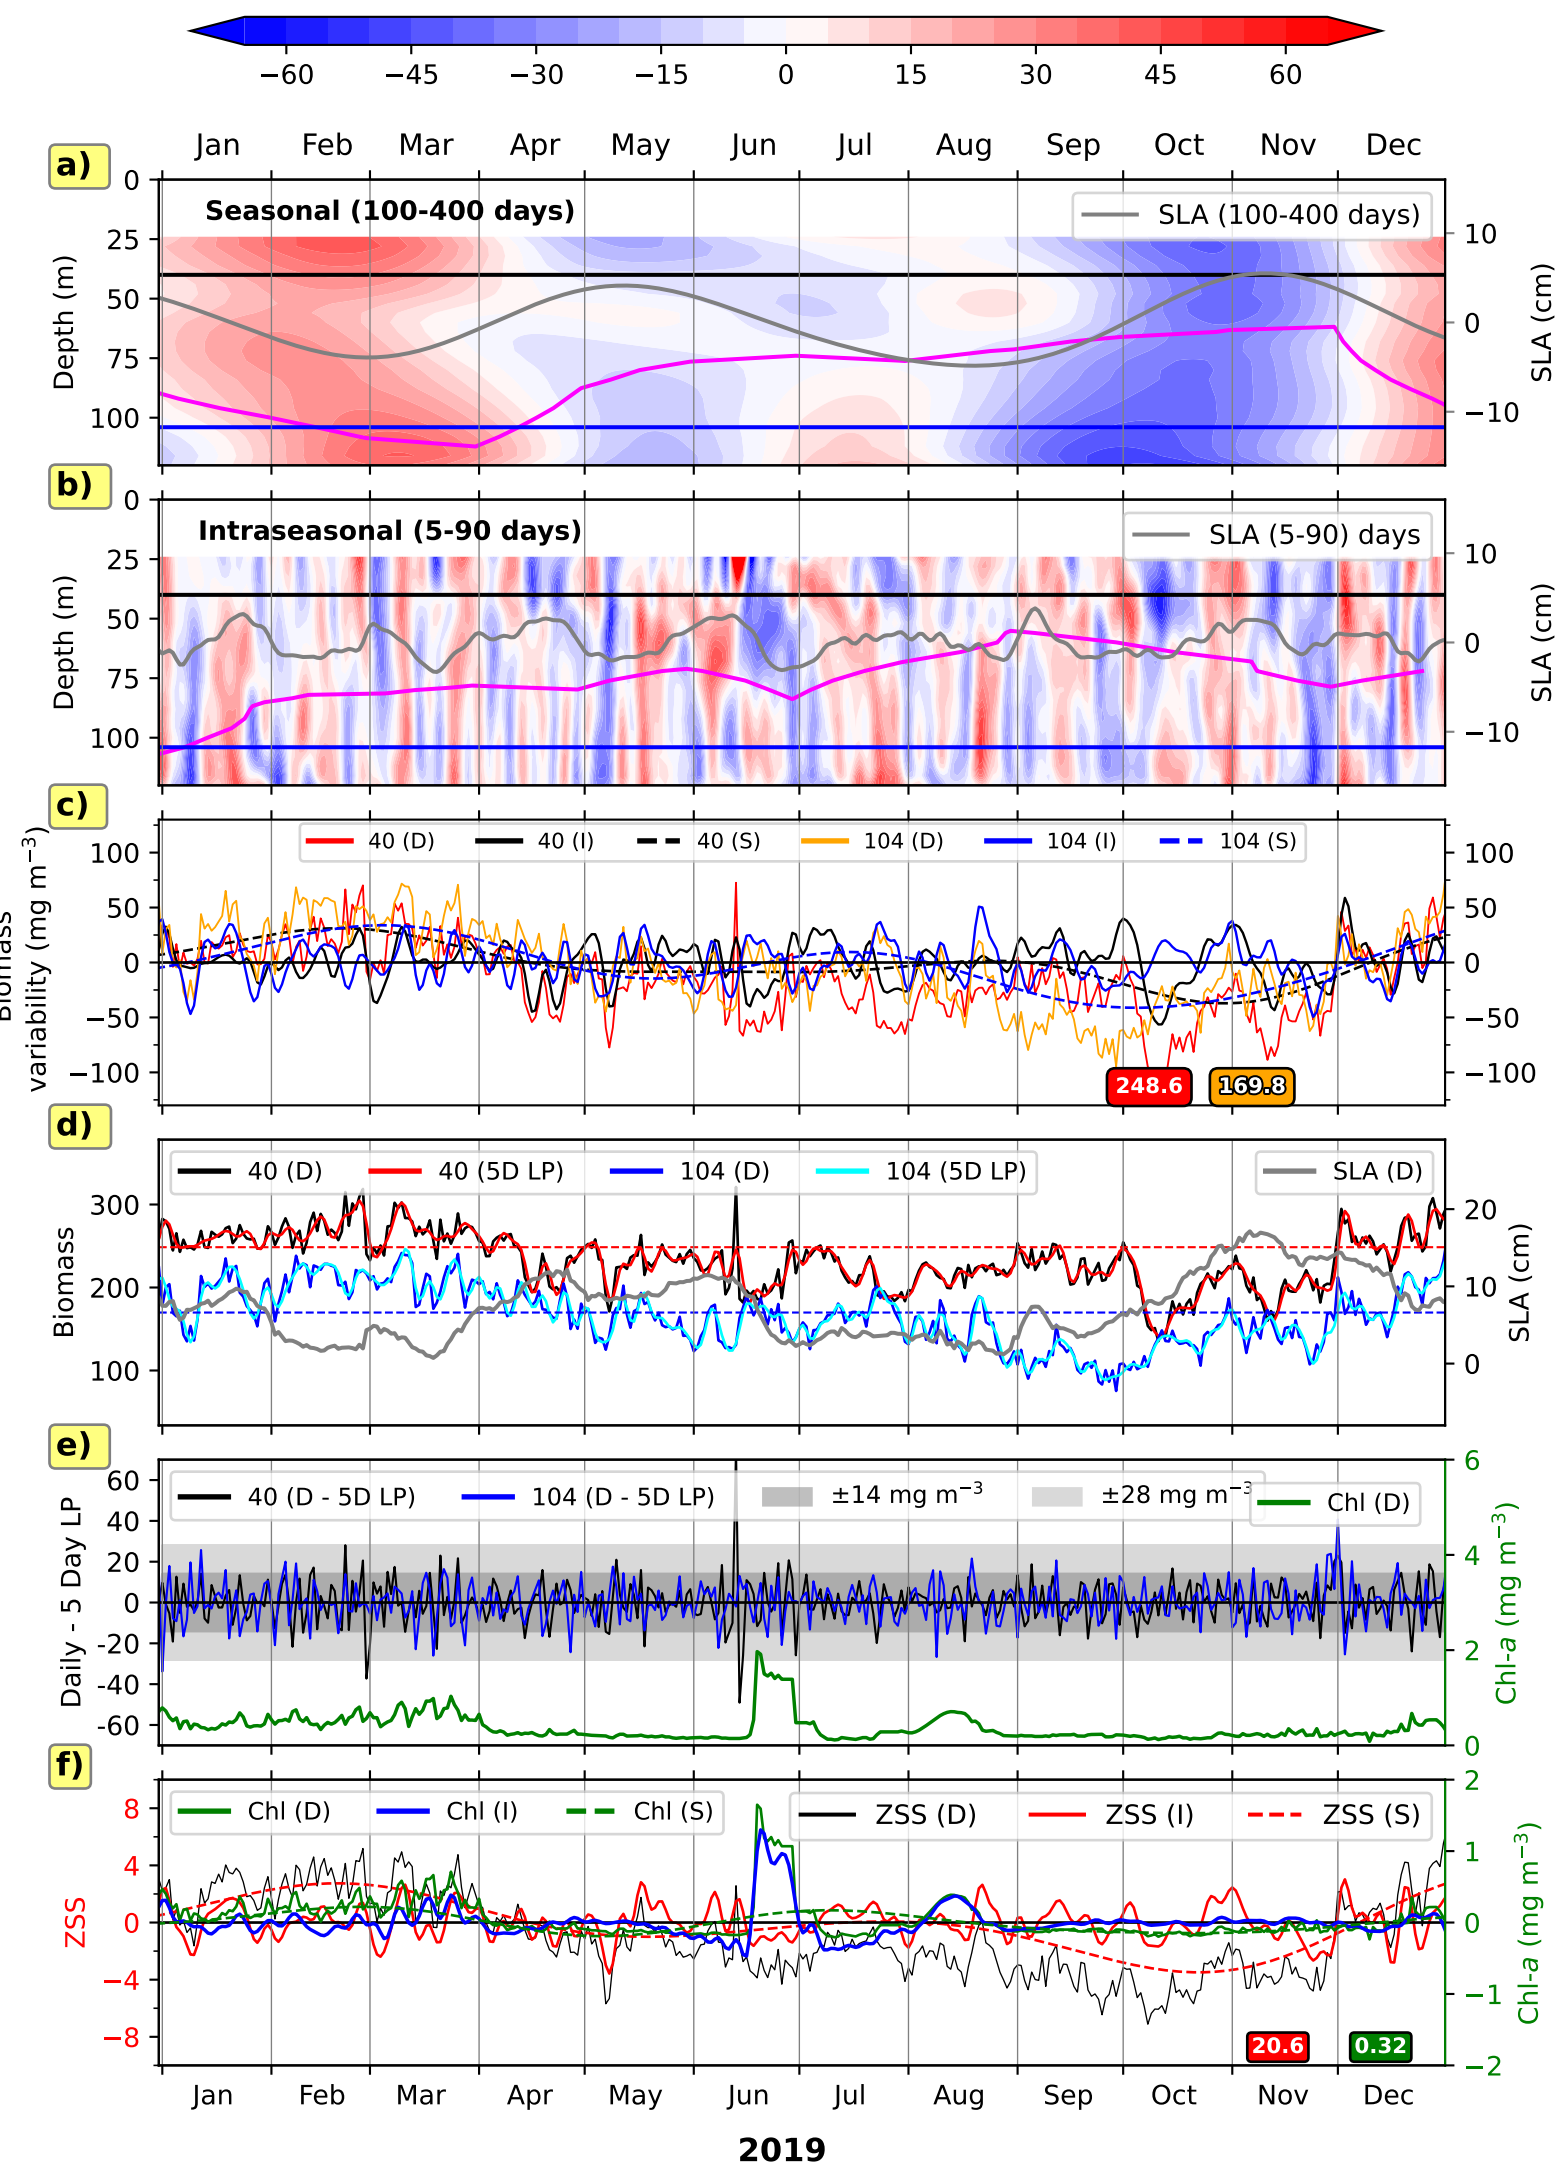 −60 −45 −30 −15 0 15 30 45 60
Jan Feb Mar Apr May Jun Jul Aug Sep Oct Nov Dec
a)
Seasonal (100-400 days)
SLA (100-400 days)
0
25
50
75
100
Depth (m)
10
0
−10
SLA (cm)
b)
Intraseasonal (5-90 days)
SLA (5-90) days
0
25
50
75
100
Depth (m)
10
0
−10
SLA (cm)
c)
40 (D) 40 (I) 40 (S) 104 (D) 104 (I) 104 (S)
Biomass
variability (mg m−3)
100
50
0
−50
−100
100
50
0
−50
−100
248.6 169.8
d)
40 (D) 40 (5D LP) 104 (D) 104 (5D LP) SLA (D)
Biomass
300
200
100
20
10
0
SLA (cm)
e)
40 (D - 5D LP) 104 (D - 5D LP) ±14 mg m−3 ±28 mg m−3 Chl (D)
Daily - 5 Day LP
60
40
20
0
-20
-40
-60
6
4
2
0
Chl-a (mg m−3)
f)
Chl (D) Chl (I) Chl (S) ZSS (D) ZSS (I) ZSS (S)
ZSS
8
4
0
−4
−8
2
1
0
−1
−2
Chl-a (mg m−3)
20.6 0.32
Jan Feb Mar Apr May Jun Jul Aug Sep Oct Nov Dec
2019